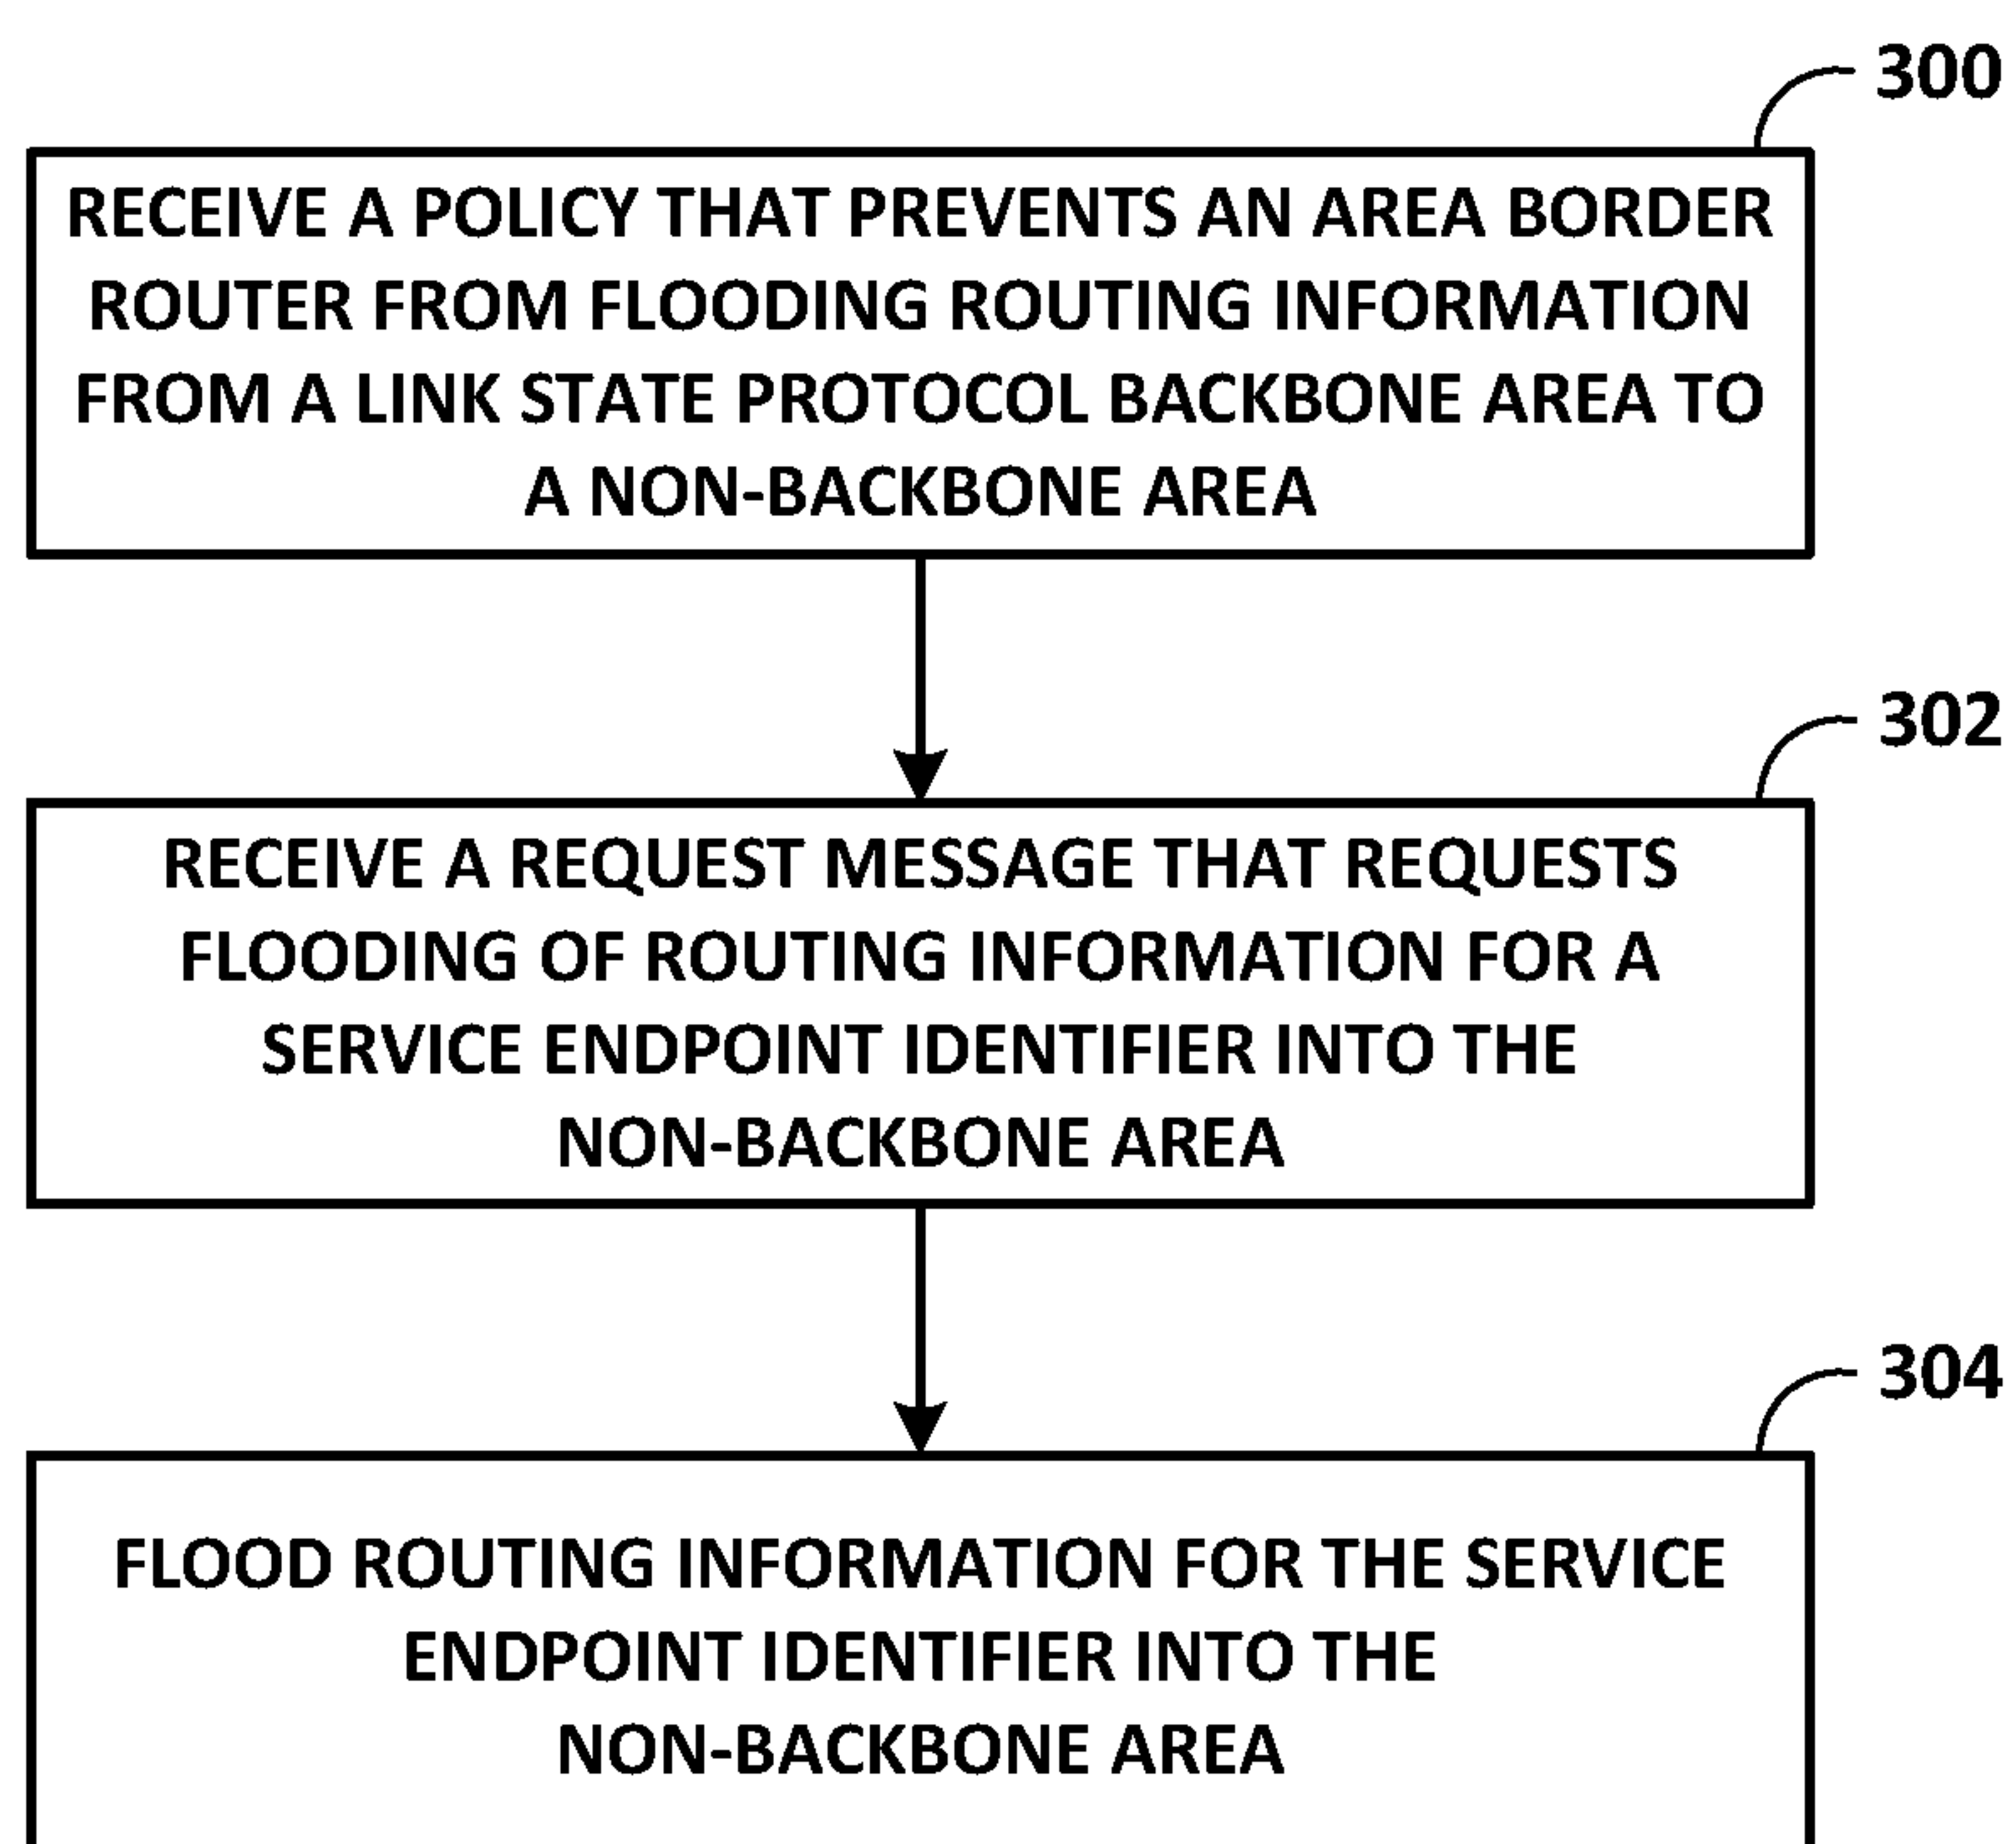 300
RECEIVE A POLICY THAT PREVENTS AN AREA BORDER
ROUTER FROM FLOODING ROUTING INFORMATION
FROM A LINK STATE PROTOCOL BACKBONE AREA TO
A NON-BACKBONE AREA
302
RECEIVE A REQUEST MESSAGE THAT REQUESTS
FLOODING OF ROUTING INFORMATION FOR A
SERVICE ENDPOINT IDENTIFIER INTO THE
NON-BACKBONE AREA
304
FLOOD ROUTING INFORMATION FOR THE SERVICE
ENDPOINT IDENTIFIER INTO THE
NON-BACKBONE AREA